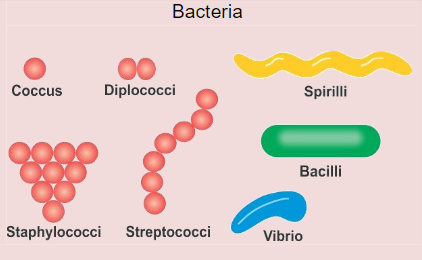 Bacteria
Coccus
Diplococci
Spirilli
Bacilli
Staphylococci
Streptococci
Vibrio